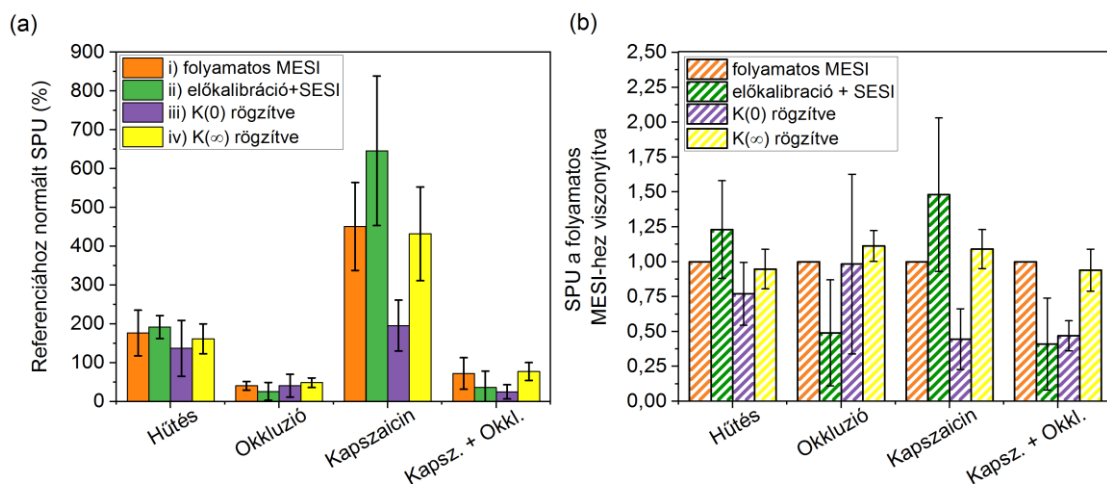 (a)
Referenciához normált SPU (%)
900
800
700
600
500
400
300
200
100
0
i) folyamatos MESI
ii) előkalibráció+SESI
iii) K(0) rögzítve
iv) K(∞) rögzítve
Hűtés
Okkluzió
Kapszaicin
Kapsz. + Okkl.
(b)
SPU a folyamatos
MESI-hez viszonyítva
2,50
2,25
2,00
1,75
1,50
1,25
1,00
0,75
0,50
0,25
0,00
folyamatos MESI
előkalibració + SESI
K(0) rögzítve
K(∞) rögzítve
Hűtés
Okkluzió
Kapszaicin
Kapsz. + Okkl.